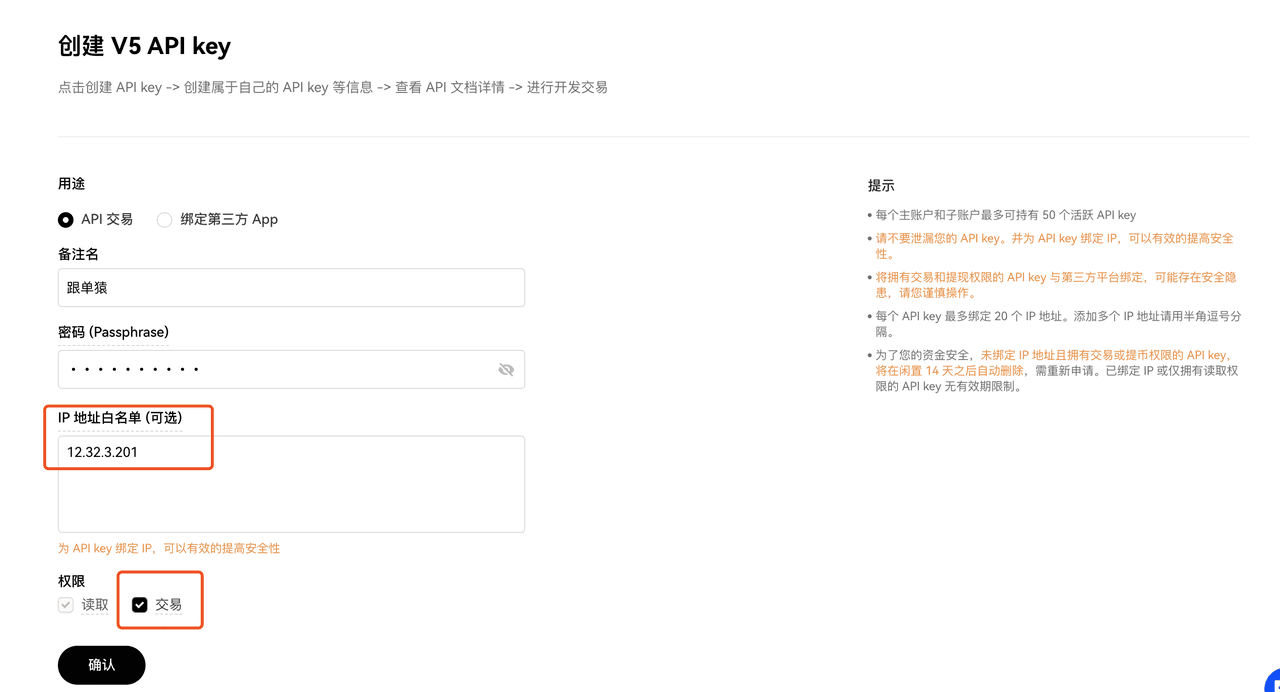 创建 V5 API key
点击创建 API key -> 创建属于自己的 API key 等信息 -> 查看 API 文档详情 -> 进行开发交易
用途
API 交易
绑定第三方 App
备注名
跟单猿
密码 (Passphrase)
IP 地址白名单 (可选)
12.32.3.201
为 API key 绑定 IP，可以有效的提高安全性
权限
读取
交易
确认
提示
• 每个主账户和子账户最多可持有 50 个活跃 API key
• 请不要泄漏您的 API key。并为 API key 绑定 IP，可以有效的提高安全
性。
• 将拥有交易和提现权限的 API key 与第三方平台绑定，可能存在安全隐
患，请您谨慎操作。
• 每个 API key 最多绑定 20 个 IP 地址。添加多个 IP 地址请用半角逗号分
隔。
• 为了您的资金安全，未绑定 IP 地址且拥有交易或提币权限的 API key，
将在闲置 14 天之后自动删除，需重新申请。已绑定 IP 或仅拥有读取权
限的 API key 无有效期限制。